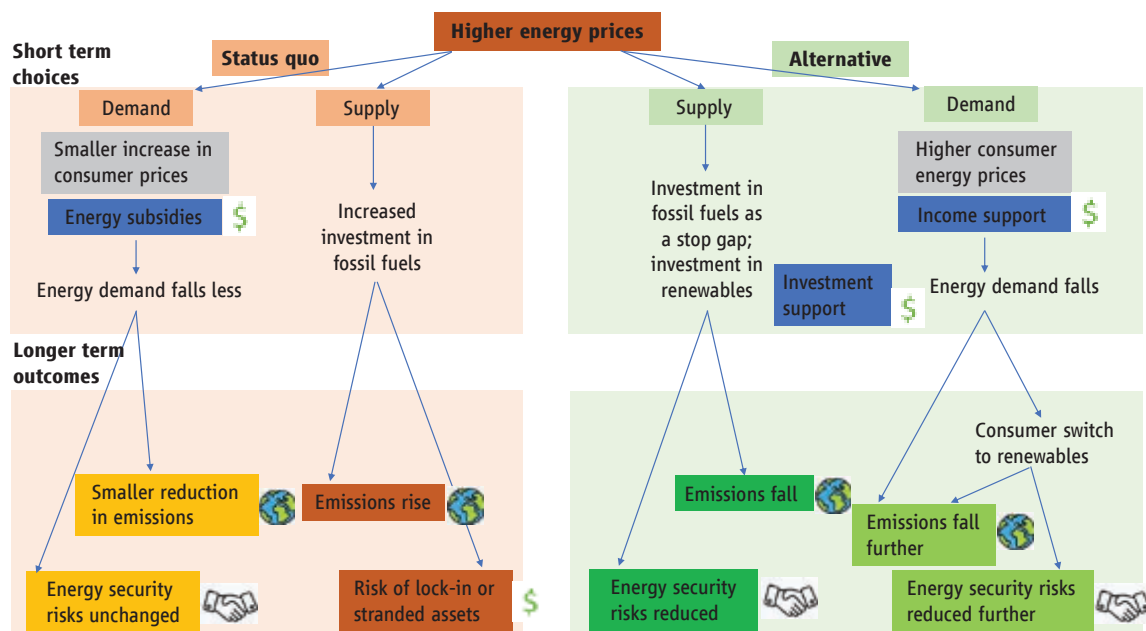 Higher energy prices
Short term
choices
Status quo
Alternative
Demand
Supply
Smaller increase in
consumer prices
Energy subsidies
$
Energy demand falls less
Increased
investment in
fossil fuels
Supply
Demand
Investment in
fossil fuels as
a stop gap;
investment in
renewables
Investment
support
$
Higher consumer
energy prices
Income support
$
Energy demand falls
Longer term
outcomes
Smaller reduction
in emissions
Emissions rise
Energy security
risks unchanged
Risk of lock-in or
stranded assets
$
Consumer switch
to renewables
Emissions fall
Emissions fall
further
Energy security
risks reduced
Energy security risks
reduced further